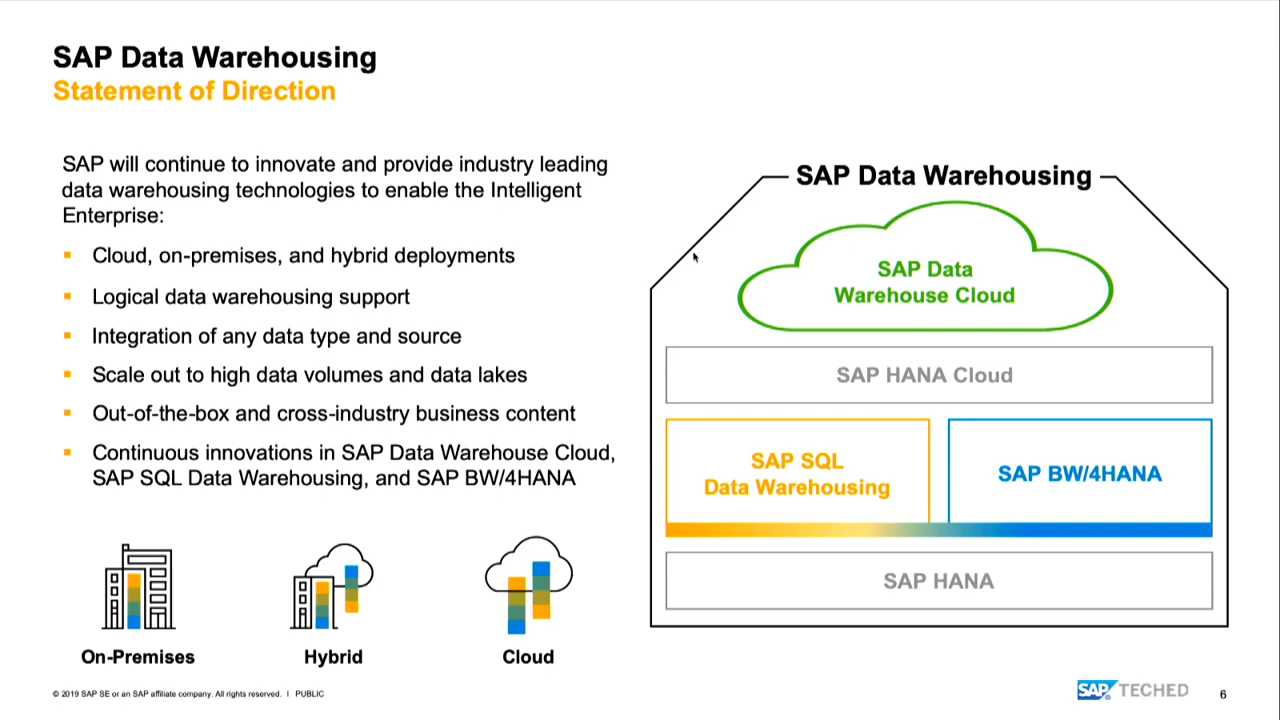 SAP Data Warehousing
Statement of Direction
SAP will continue to innovate and provide industry leading
data warehousing technologies to enable the Intelligent
Enterprise:
Cloud, on-premises, and hybrid deployments
Logical data warehousing support
Integration of any data type and source
Scale out to high data volumes and data lakes
Out-of-the-box and cross-industry business content
Continuous innovations in SAP Data Warehouse Cloud,
SAP SQL Data Warehousing, and SAP BW/4HANA
On-Premises
Hybrid
Cloud
SAP Data Warehousing
SAP Data
Warehouse Cloud
SAP HANA Cloud
SAP SQL
Data Warehousing
SAP BW/4HANA
SAP HANA
© 2019 SAP SE or an SAP affiliate company. All rights reserved. I PUBLIC
SAP TECHED
6